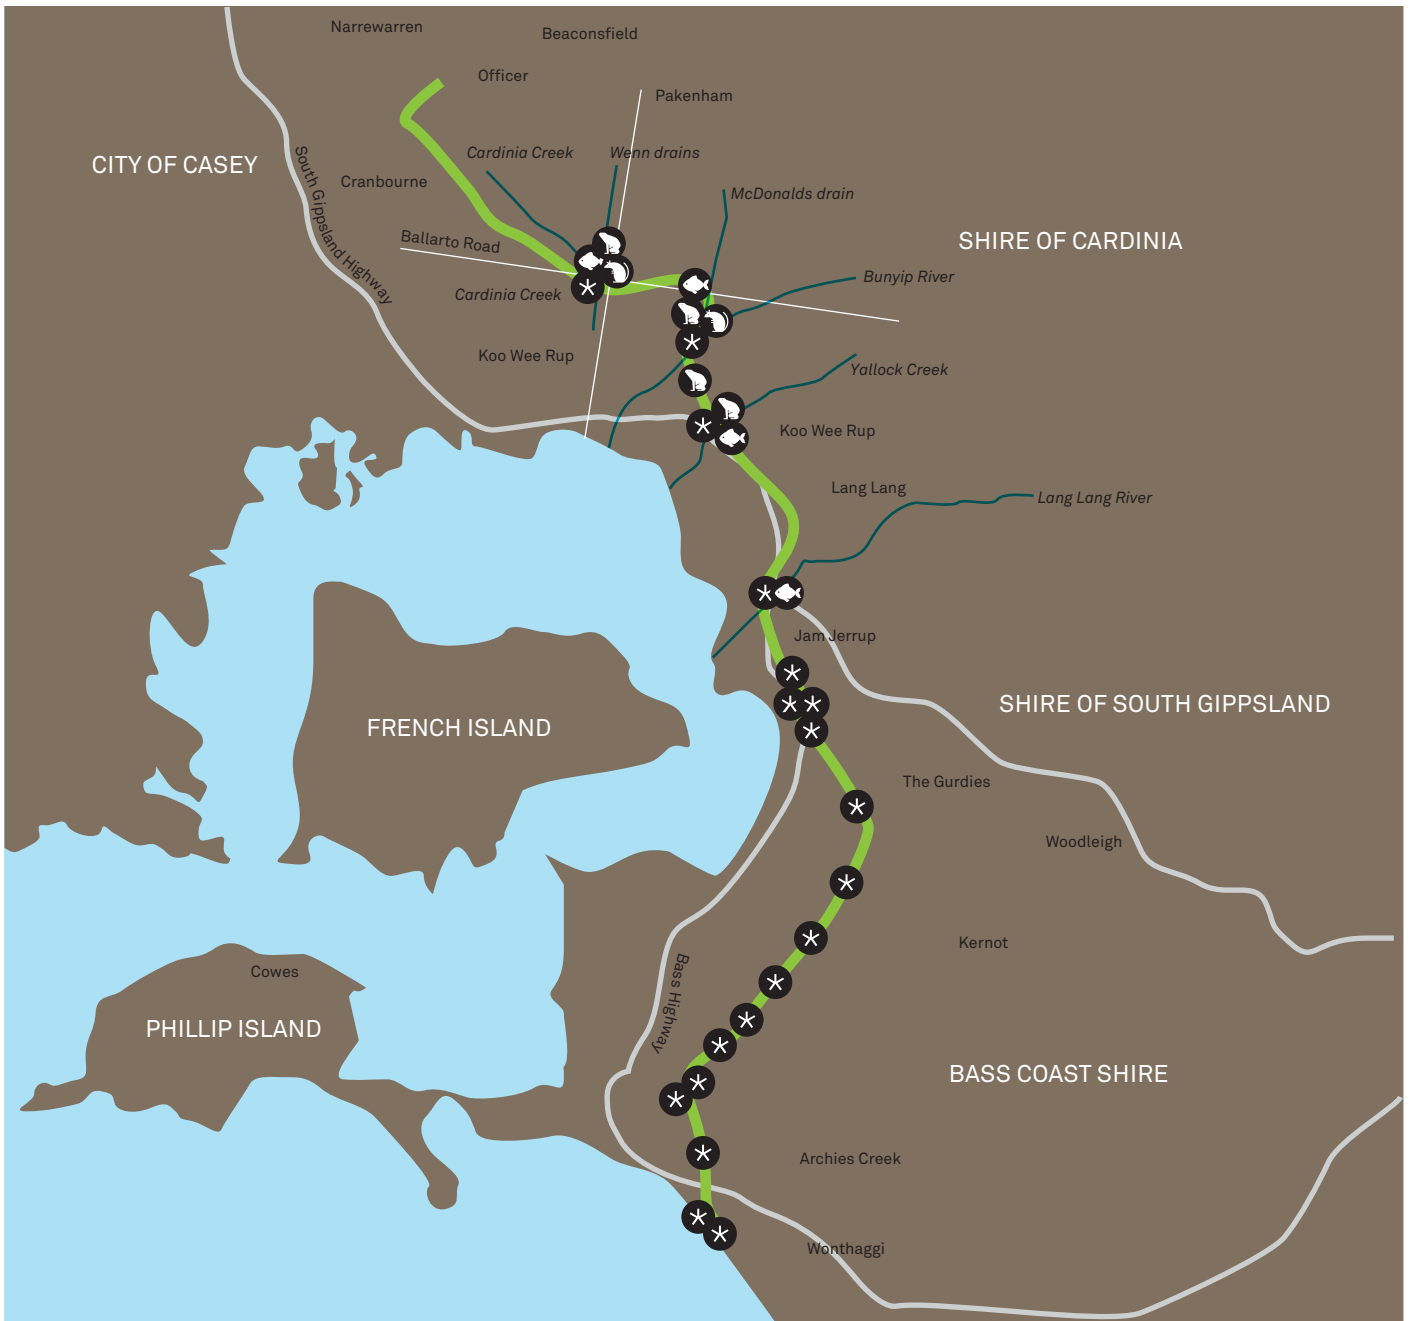 Narrewarren
Beaconsfield
Officer
Pakenham
CITY OF CASEY
South Gippsland Highway
Cardinia Creek
Wenn drains
Cranbourne
McDonalds drain
Ballarto Road
SHIRE OF CARDINIA
Bunyip River
Cardinia Creek
Koo Wee Rup
Yallock Creek
Koo Wee Rup
Lang Lang
Lang Lang River
Jam Jerrup
SHIRE OF SOUTH GIPPSLAND
FRENCH ISLAND
The Gurdies
Woodleigh
Kernot
Cowes
Bass Highway
PHILLIP ISLAND
BASS COAST SHIRE
Archies Creek
Wonthaggi